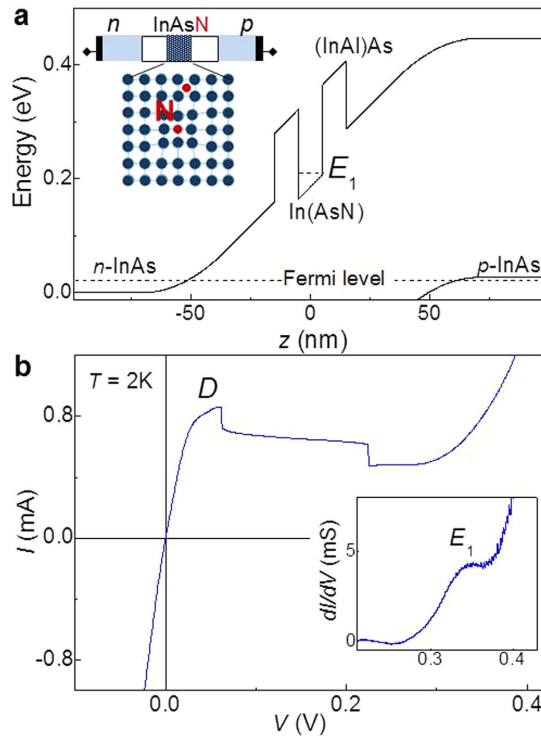 a
n
InAsN
p
(InAl)As
N
E1
In(AsN)
n-InAs
Fermi level
p-InAs
Energy (eV)
0.4
0.2
0.0
-50
0
50
z (nm)
b
T = 2K
D
I (mA)
0.8
0.0
-0.8
E1
dI/dV (mS)
5
0
0.3
0.4
0.0
0.2
0.4
V (V)